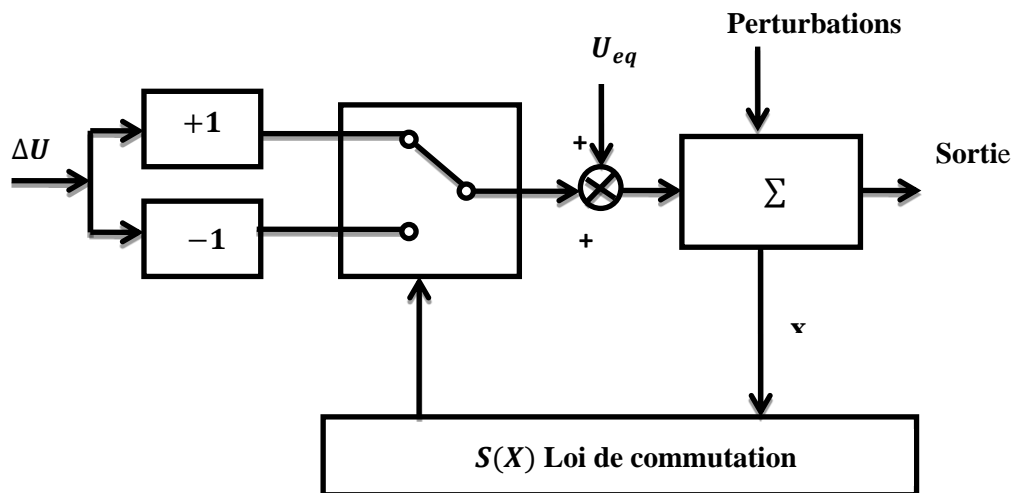 Perturbations
U_eq
+1
+
ΔU
Sortie
Σ
−1
+
x
S(X) Loi de commutation